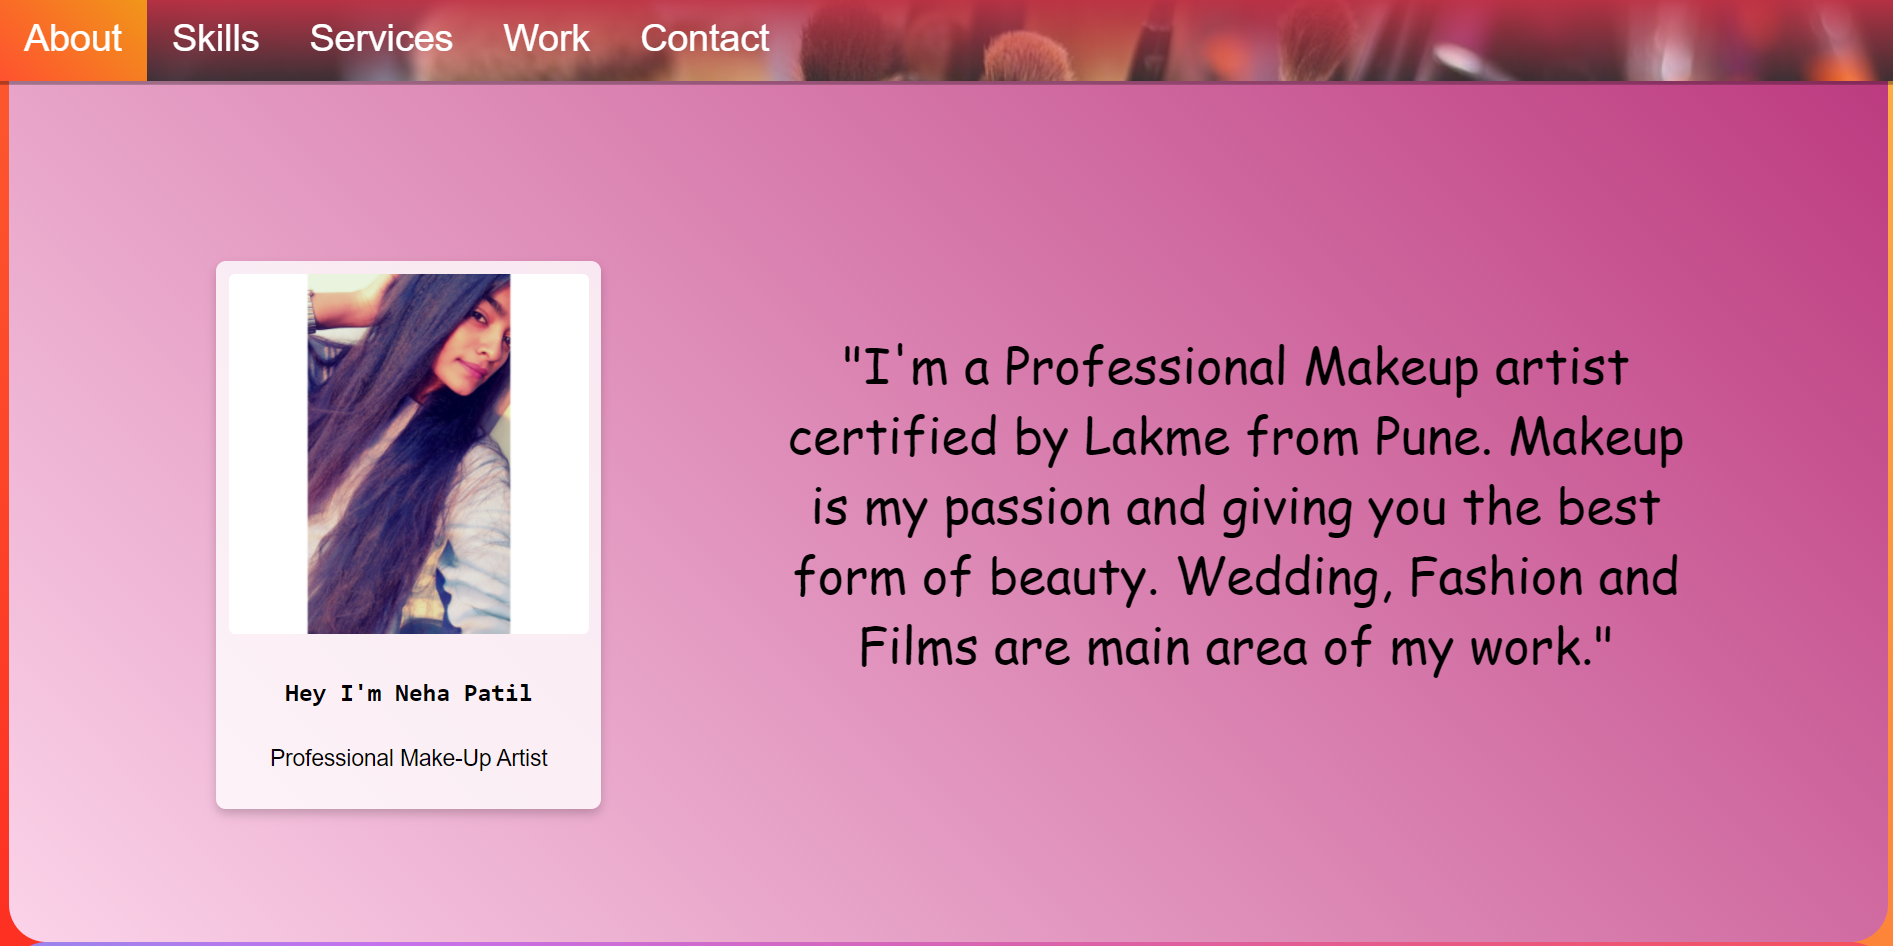 About Skills Services Work Contact
"I'm a Professional Makeup artist
certified by Lakme from Pune. Makeup
is my passion and giving you the best
form of beauty. Wedding, Fashion and
Films are main area of my work."
Hey I'm Neha Patil
Professional Make-Up Artist